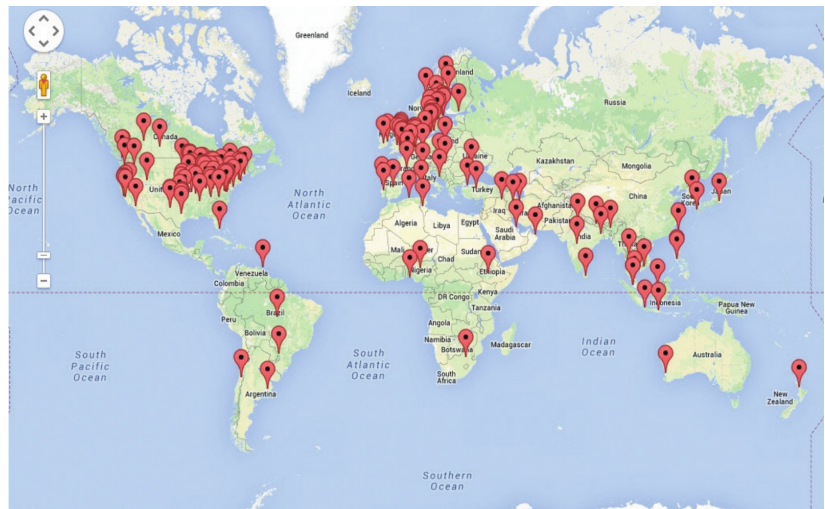 Greenland
Iceland
Russia
Canada
Kazakhstan
Mongolia
China
North
Atlantic
Ocean
North
Pacific
Ocean
Spain
Turkey
Iraq
Afghanistan
Pakistan
India
Saudi
Arabia
Algeria
Libya
Egypt
Mexico
Mali
Chad
Sudan
Nigeria
Ethiopia
Venezuela
Colombia
Kenya
DR Congo
Tanzania
Indonesia
Papua New
Guinea
Brazil
Peru
Bolivia
Angola
Namibia
Botswana
Madagascar
South
Pacific
Ocean
South
Atlantic
Ocean
Indian
Ocean
Australia
South
Africa
Argentina
New
Zealand
Southern
Ocean